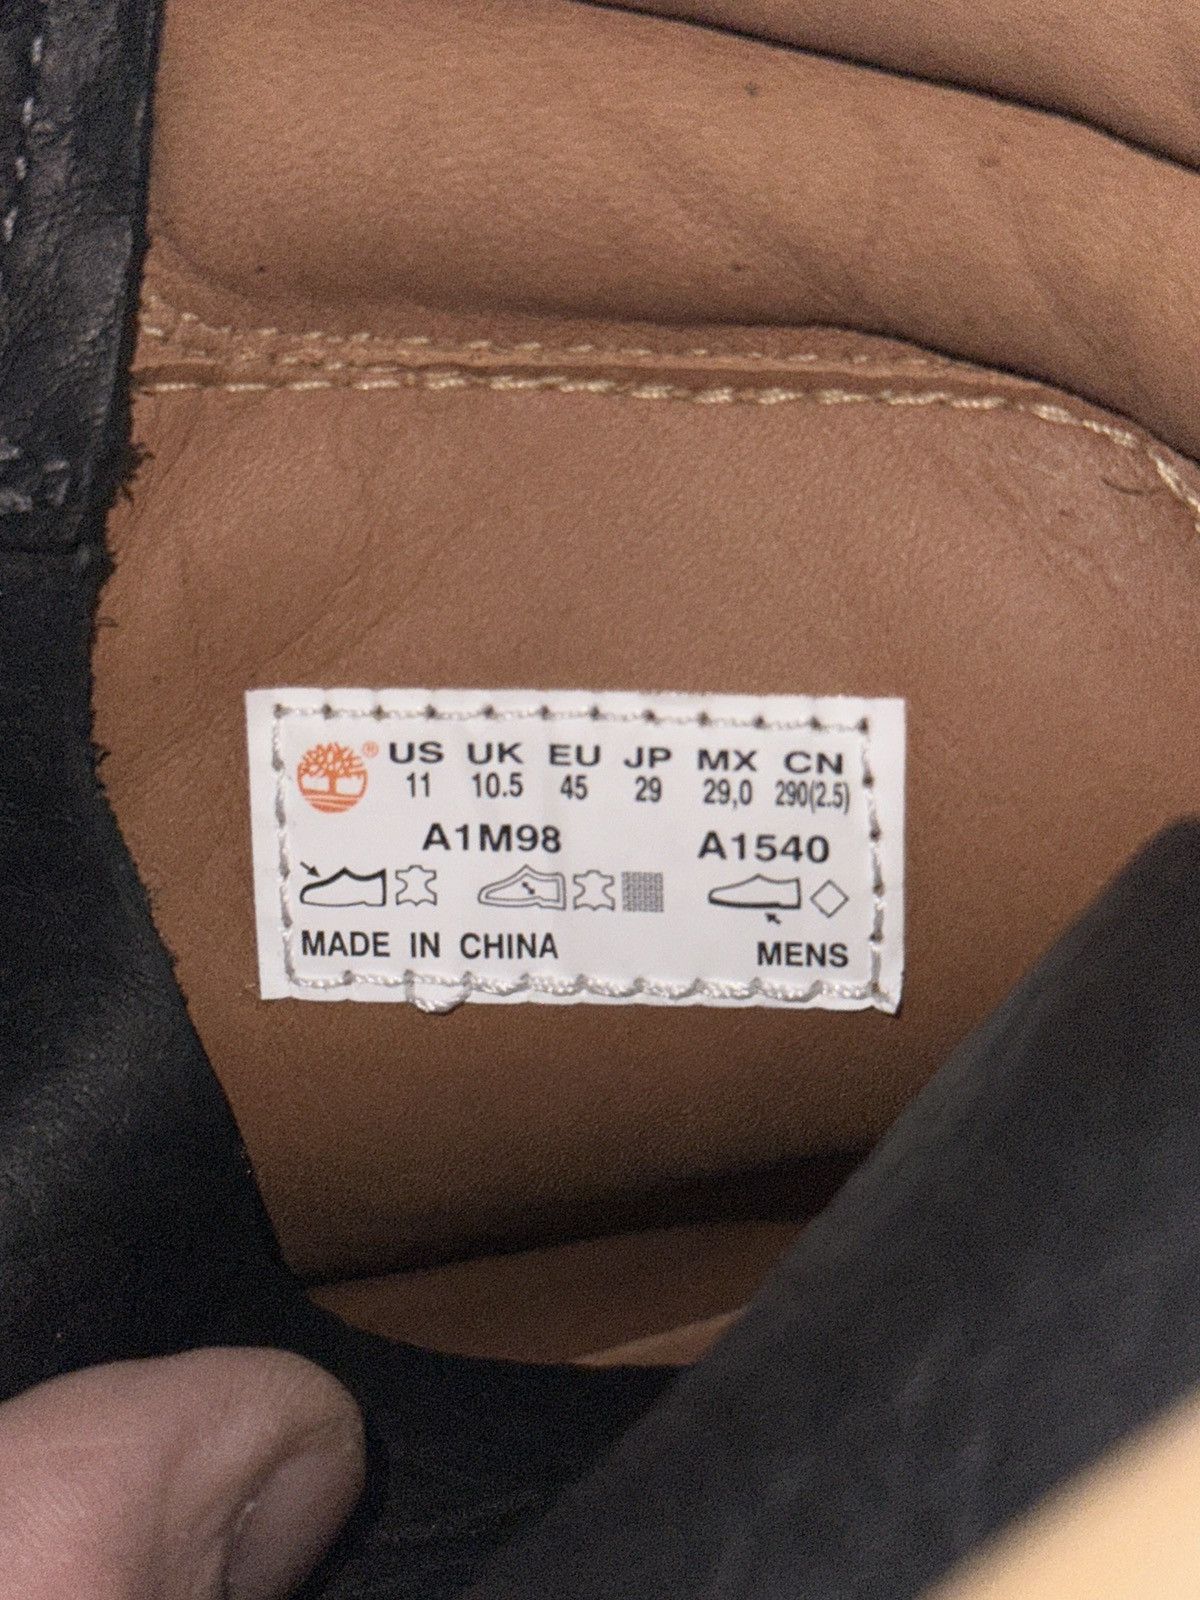 ® US UK EU JP MX CN
11 10.5 45 29 29,0 290(2.5)
A1M98 A1540
MADE IN CHINA MENS